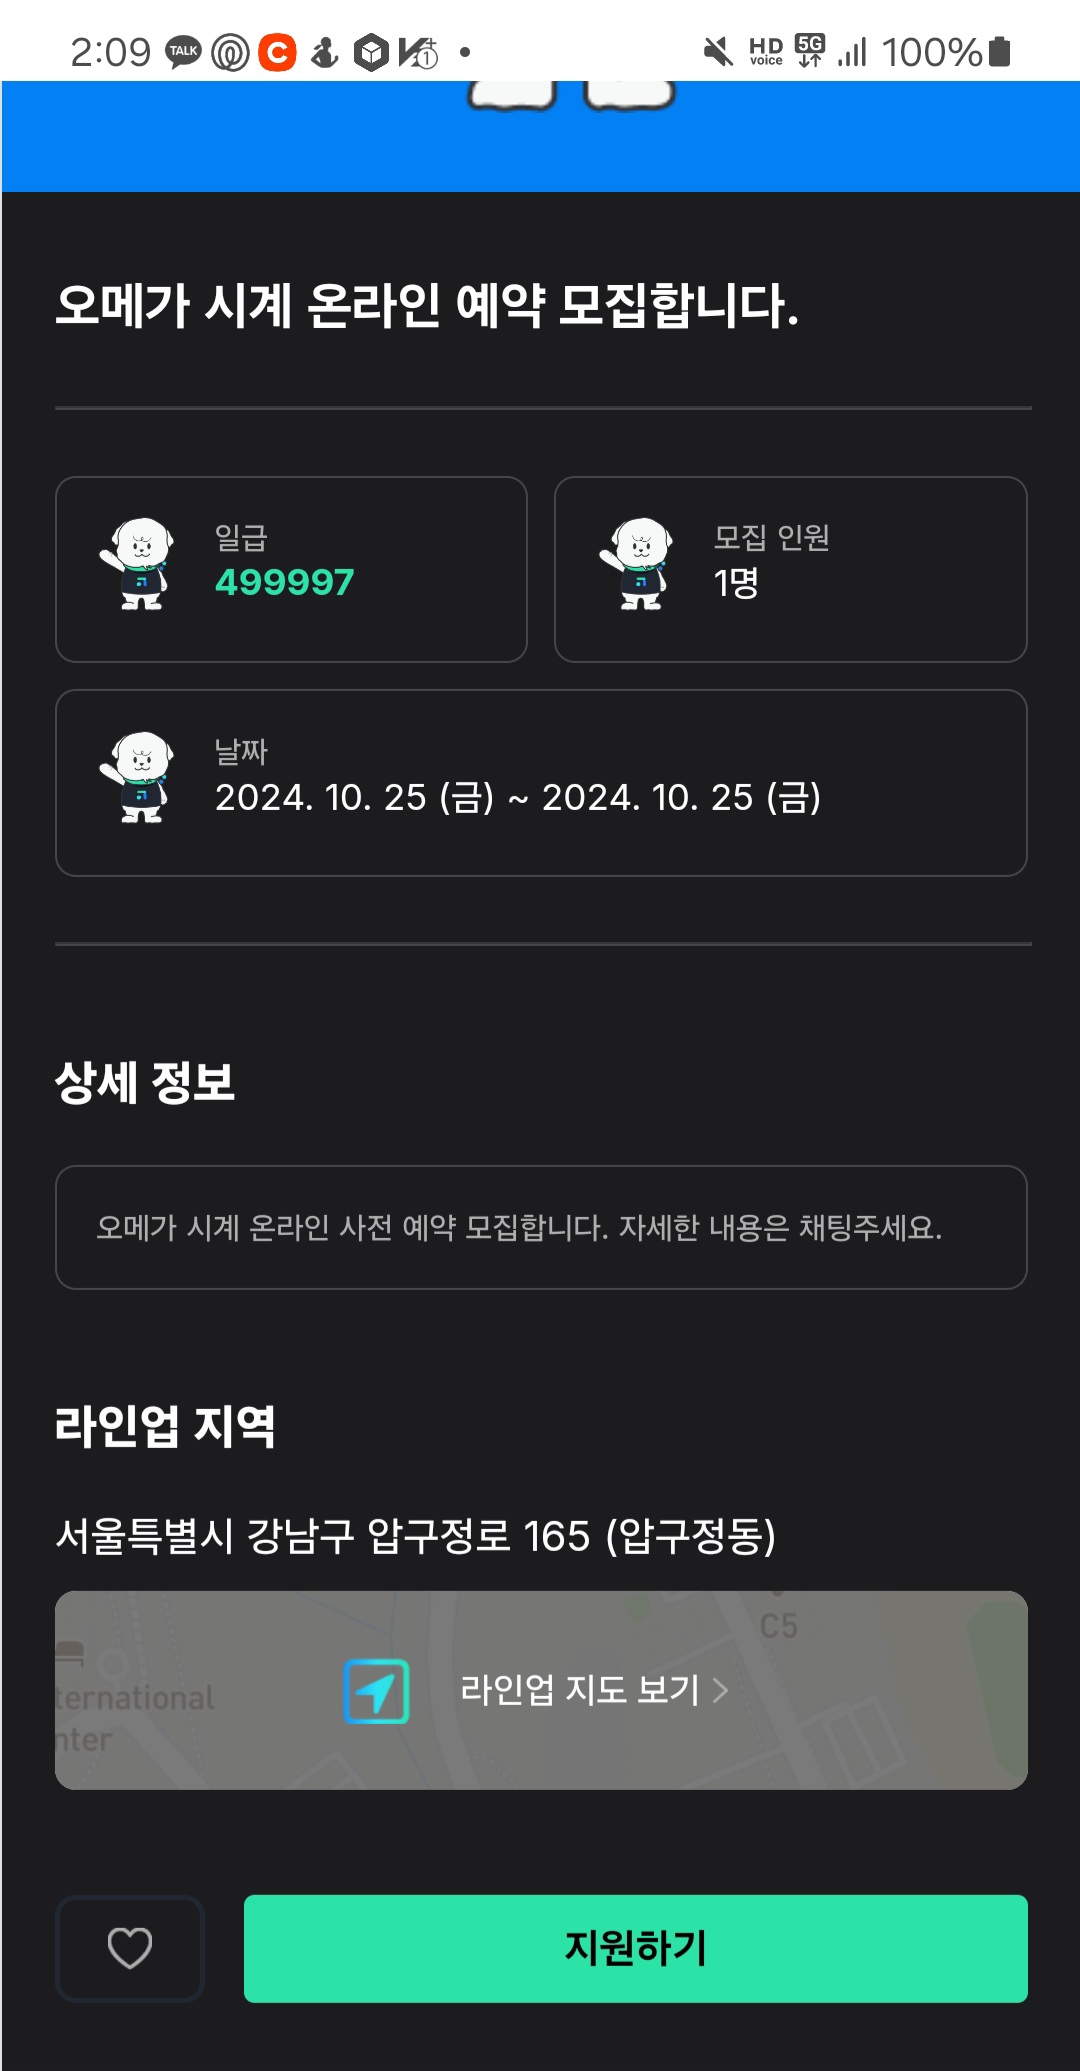 2:09 TALK C 1 HD voice 5G 100%
오메가 시계 온라인 예약 모집합니다.
일급
499997
모집 인원
1명
날짜
2024. 10. 25 (금) ~ 2024. 10. 25 (금)
상세 정보
오메가 시계 온라인 사전 예약 모집합니다. 자세한 내용은 채팅주세요.
라인업 지역
서울특별시 강남구 압구정로 165 (압구정동)
C5
ternational
nter
라인업 지도 보기
지원하기